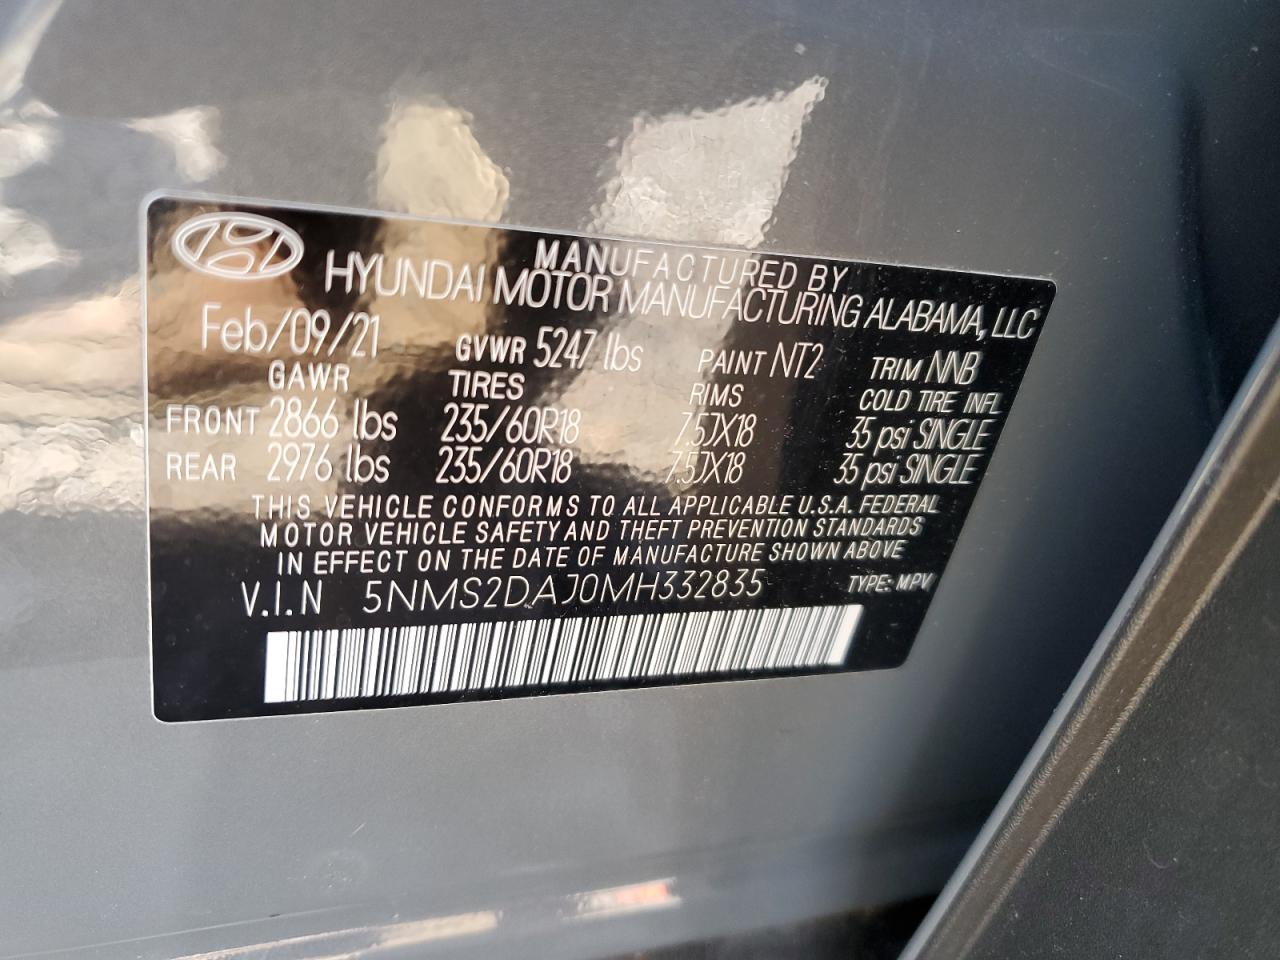 MANUFACTURED BY
HYUNDAI MOTOR MANUFACTURING ALABAMA, LLC
Feb/09/21 GVWR 5247 lbs PAINT NT2 TRIM NNB
GAWR TIRES RIMS COLD TIRE INFL
FRONT 2866 lbs 235/60R18 7.5JX18 35 psi SINGLE
REAR 2976 lbs 235/60R18 7.5JX18 35 psi SINGLE
THIS VEHICLE CONFORMS TO ALL APPLICABLE U.S.A. FEDERAL
MOTOR VEHICLE SAFETY AND THEFT PREVENTION STANDARDS
IN EFFECT ON THE DATE OF MANUFACTURE SHOWN ABOVE
V.I.N 5NMS2DAJ0MH332835 TYPE: MPV